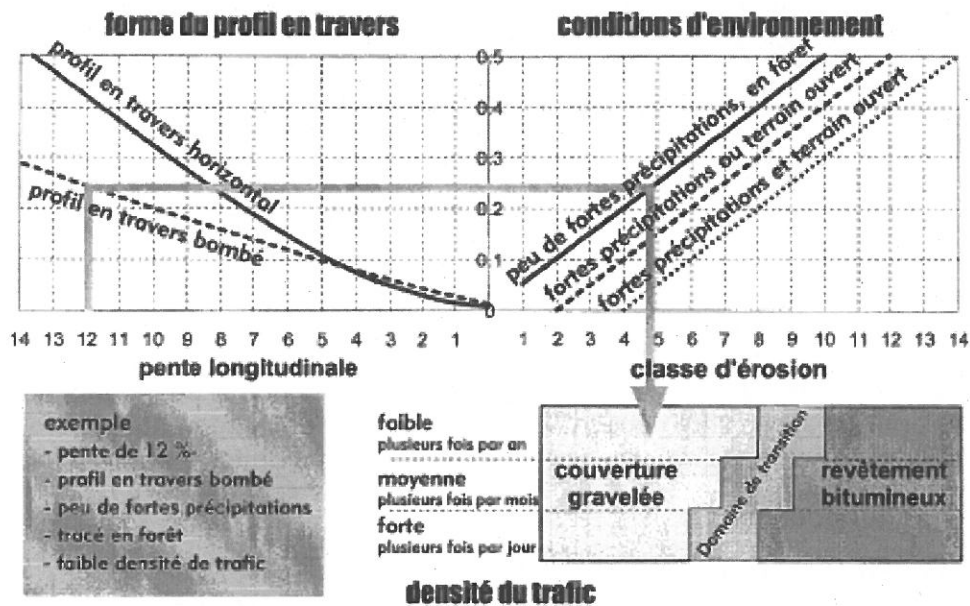 forme du profil en travers
conditions d'environnement
profil en travers horizontal
profil en travers bombé
0.5
0.4
0.3
0.2
0.1
0
peu de fortes précipitations, en fôret
fortes précipitations ou terrain ouvert
fortes précipitations et terrain ouvert
14 13 12 11 10 9 8 7 6 5 4 3 2 1
1 2 3 4 5 6 7 8 9 10 11 12 13 14
pente longitudinale
classe d'érosion
exemple
- pente de 12 %
- profil en travers bombé
- peu de fortes précipitations
- tracé en forêt
- faible densité de trafic
faible
plusieurs fois par an
moyenne
plusieurs fois par mois
forte
plusieurs fois par jour
couverture
gravelée
Domaine de transition
revêtement
bitumineux
densité du trafic